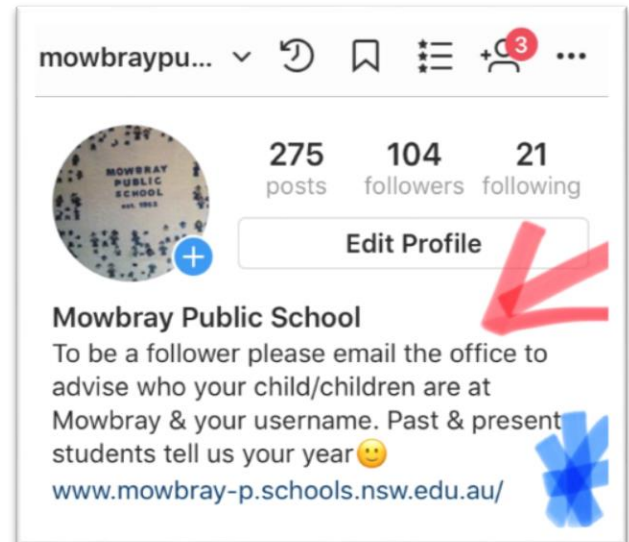 mowbraypu...
3
275 104 21
posts followers following
MOWBRAY
PUBLIC
SCHOOL
est. 1953
Edit Profile
Mowbray Public School
To be a follower please email the office to
advise who your child/children are at
Mowbray & your username. Past & present
students tell us your year🙂
www.mowbray-p.schools.nsw.edu.au/